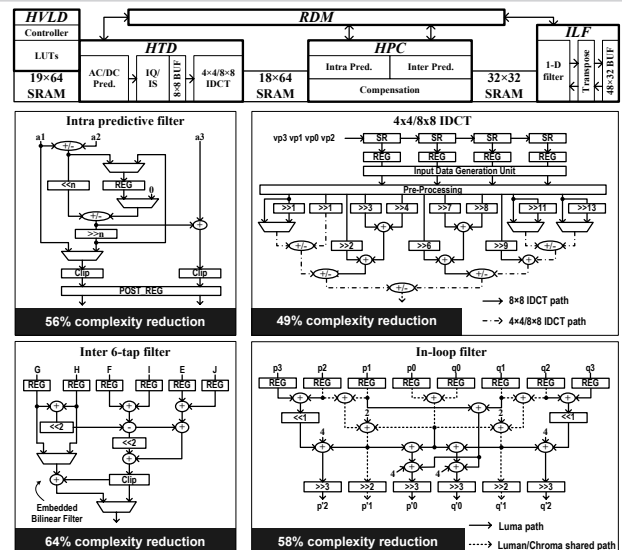 HVLD
Controller
LUTs
RDM
HTD
AC/DC Pred.
IQ/ IS
8×8 BUF
4×4/8×8 IDCT
HPC
Intra Pred. Inter Pred.
Compensation
ILF
1-D filter
Transpose
48×32 BUF
19×64 SRAM
18×64 SRAM
32×32 SRAM
Intra predictive filter
a1 a2 a3
+/-
<<n REG 0
+/-
>>n +
Clip Clip
POST_REG
56% complexity reduction
4x4/8x8 IDCT
vp3 vp1 vp0 vp2 SR SR SR SR
REG REG REG REG
Input Data Generation Unit
Pre-Processing
>>1 >>1 >>3 >>4 >>7 >>8 >>11 >>13
+ +
+/- >>2 + >>6 + >>9 + +/-
+/- +/-
+/-
8×8 IDCT path
4×4/8×8 IDCT path
49% complexity reduction
Inter 6-tap filter
G H F I E J
REG REG REG REG REG REG
+ + +
<<2 -
<<2
+
+ Clip
Embedded Bilinear Filter
64% complexity reduction
In-loop filter
p3 p2 p1 p0 q0 q1 q2 q3
REG REG REG REG REG REG REG REG
+ + + + + +
<<1 2 2 <<1
+ +
4 4
+ + + + + +
4 + + 4
>>3 >>2 >>3 >>3 >>2 >>3
p'2 p'1 p'0 q'0 q'1 q'2
Luma path
Luman/Chroma shared path
58% complexity reduction